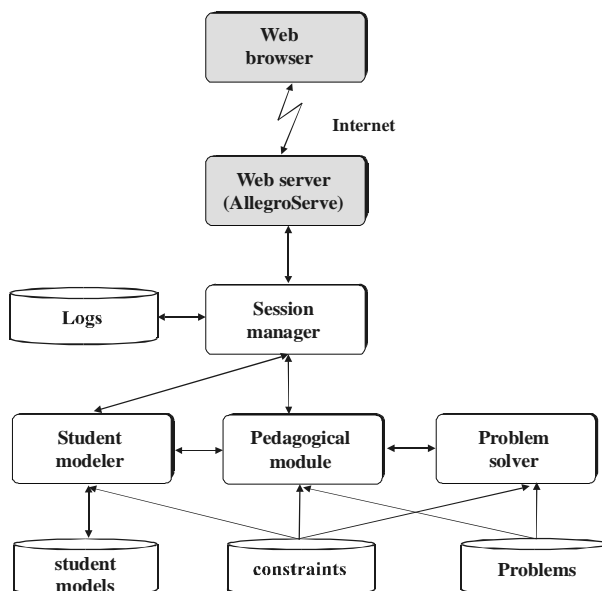 Web
browser
Internet
Web server
(AllegroServe)
Logs
Session
manager
Student
modeler
Pedagogical
module
Problem
solver
student
models
constraints
Problems